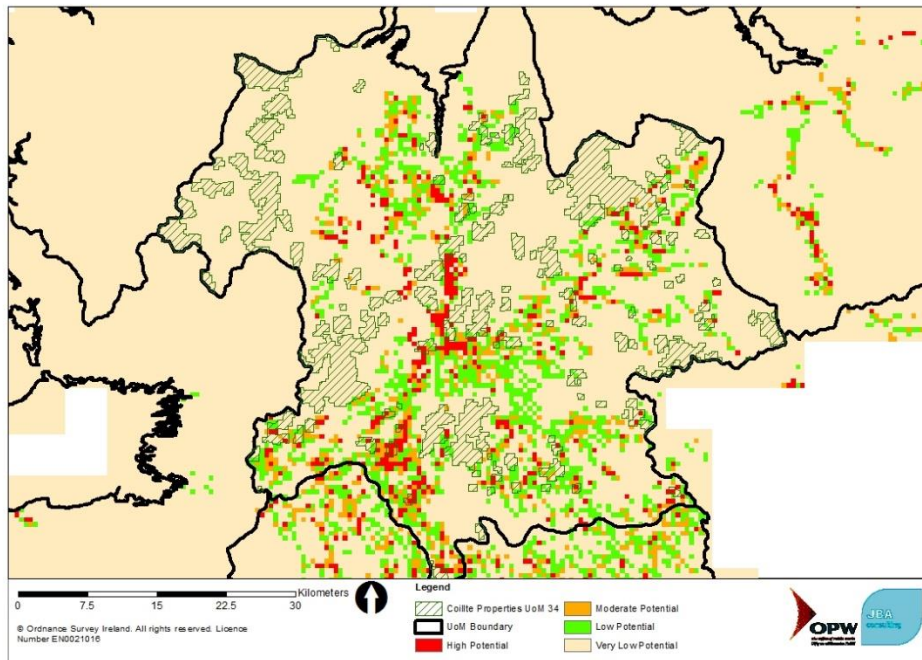 Kilometers
0 7.5 15 22.5 30
© Ordnance Survey Ireland. All rights reserved. Licence
Number EN0021016
Legend
Coillte Properties UoM 34
UoM Boundary
High Potential
Moderate Potential
Low Potential
Very Low Potential
OPW
JBA
consulting